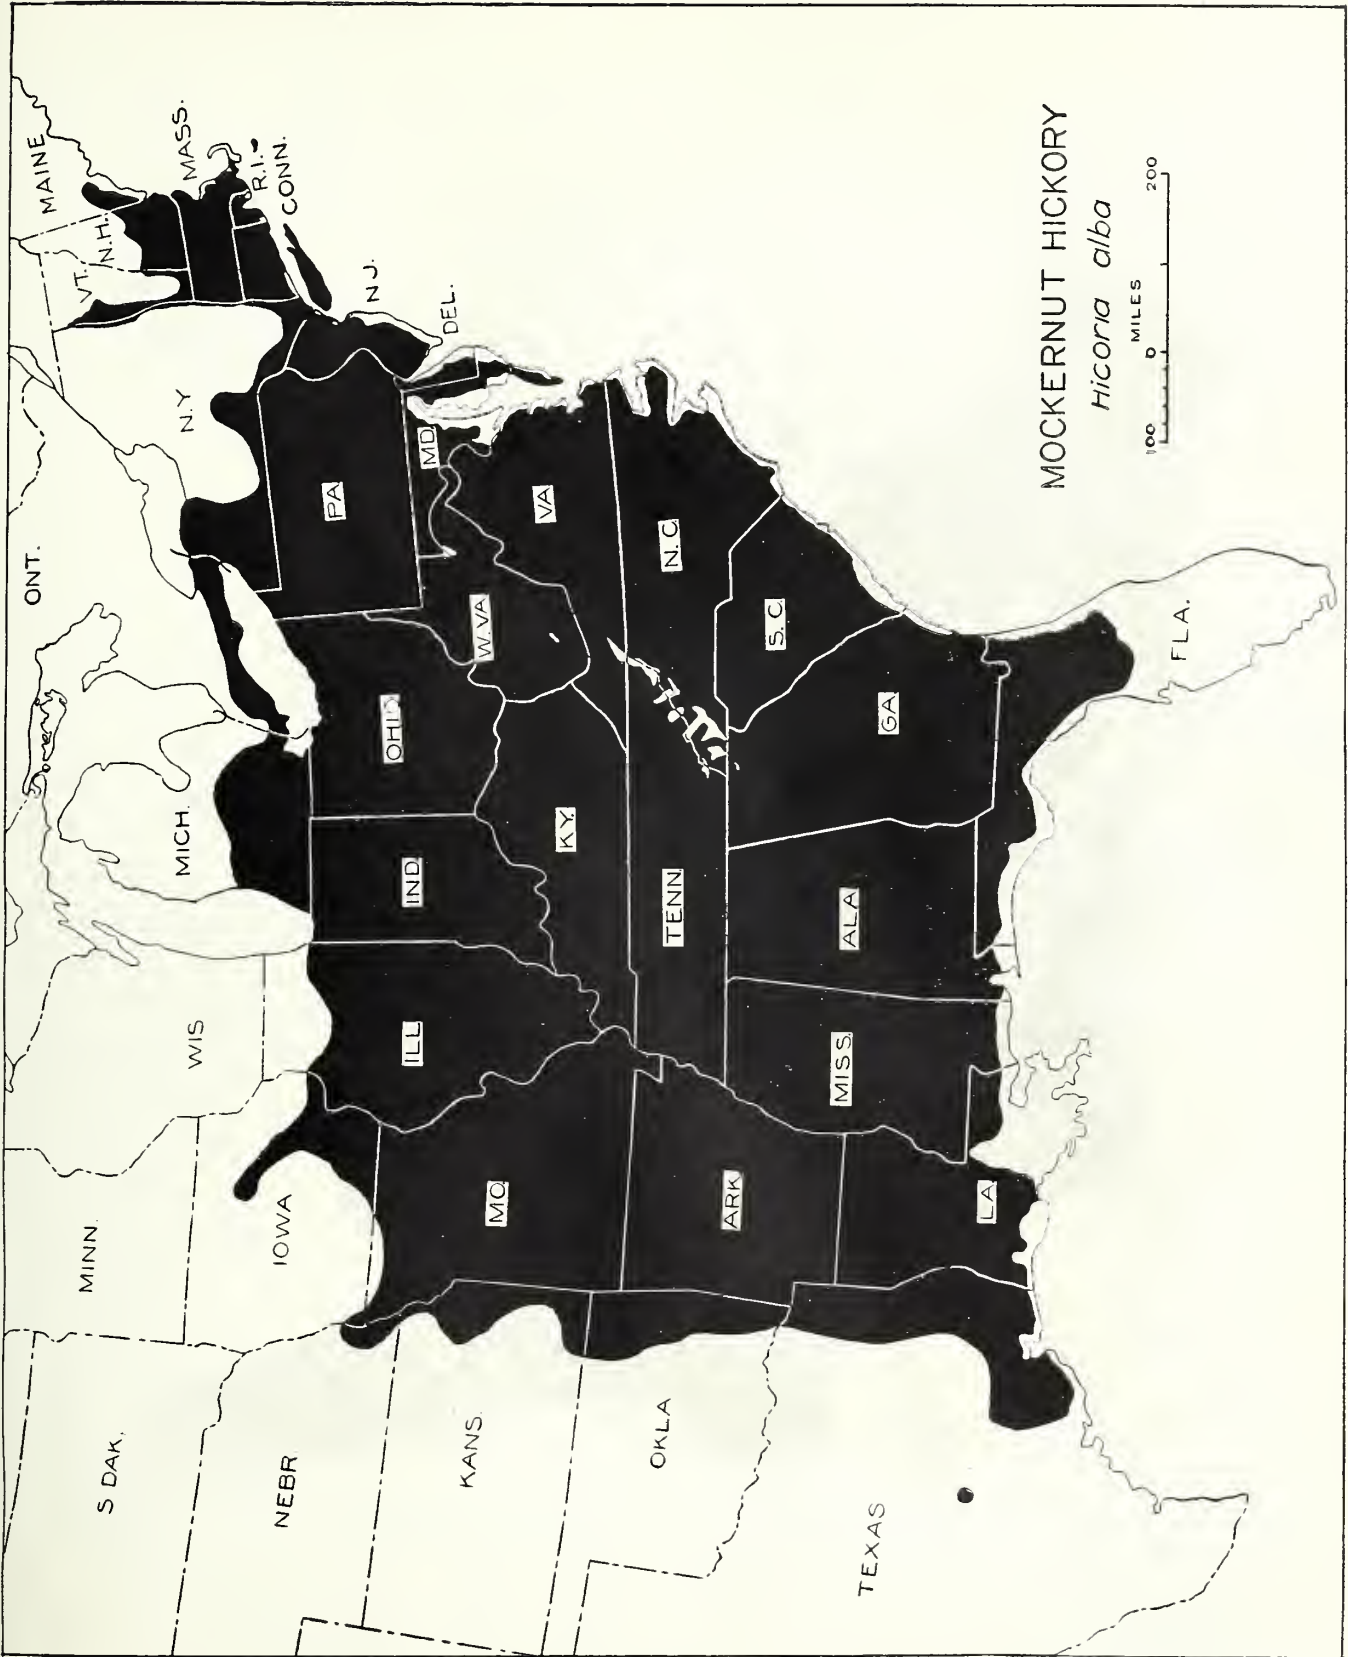 MAINE
VT.
N.H.
MASS.
R.I.
CONN.
ONT.
N.Y
N.J.
DEL.
MICH.
WIS
MINN.
S DAK.
IOWA
NEBR
PA
MD
OHIO
W.VA
VA
IND
ILL
KY.
MO
KANS.
N.C.
TENN
S.C.
ARK
OKLA
GA
ALA
MISS.
LA
TEXAS
FLA.
MOCKERNUT HICKORY
Hicoria alba
MILES
100 0 200